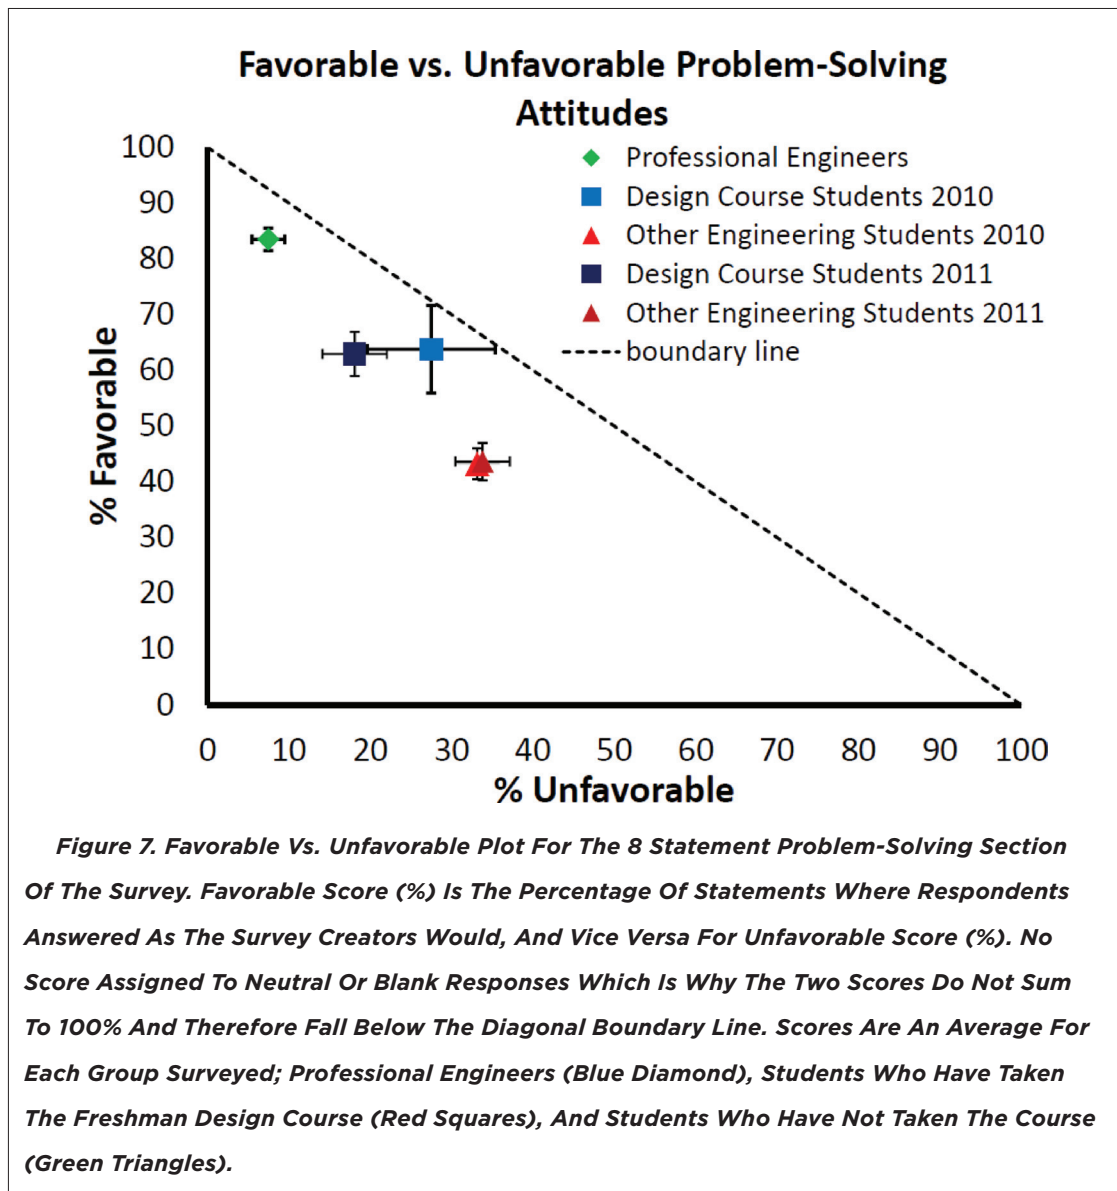 Favorable vs. Unfavorable Problem-Solving
Attitudes
Professional Engineers
Design Course Students 2010
Other Engineering Students 2010
Design Course Students 2011
Other Engineering Students 2011
boundary line
% Favorable
100
90
80
70
60
50
40
30
20
10
0
0 10 20 30 40 50 60 70 80 90 100
% Unfavorable
Figure 7. Favorable Vs. Unfavorable Plot For The 8 Statement Problem-Solving Section
Of The Survey. Favorable Score (%) Is The Percentage Of Statements Where Respondents
Answered As The Survey Creators Would, And Vice Versa For Unfavorable Score (%). No
Score Assigned To Neutral Or Blank Responses Which Is Why The Two Scores Do Not Sum
To 100% And Therefore Fall Below The Diagonal Boundary Line. Scores Are An Average For
Each Group Surveyed; Professional Engineers (Blue Diamond), Students Who Have Taken
The Freshman Design Course (Red Squares), And Students Who Have Not Taken The Course
(Green Triangles).